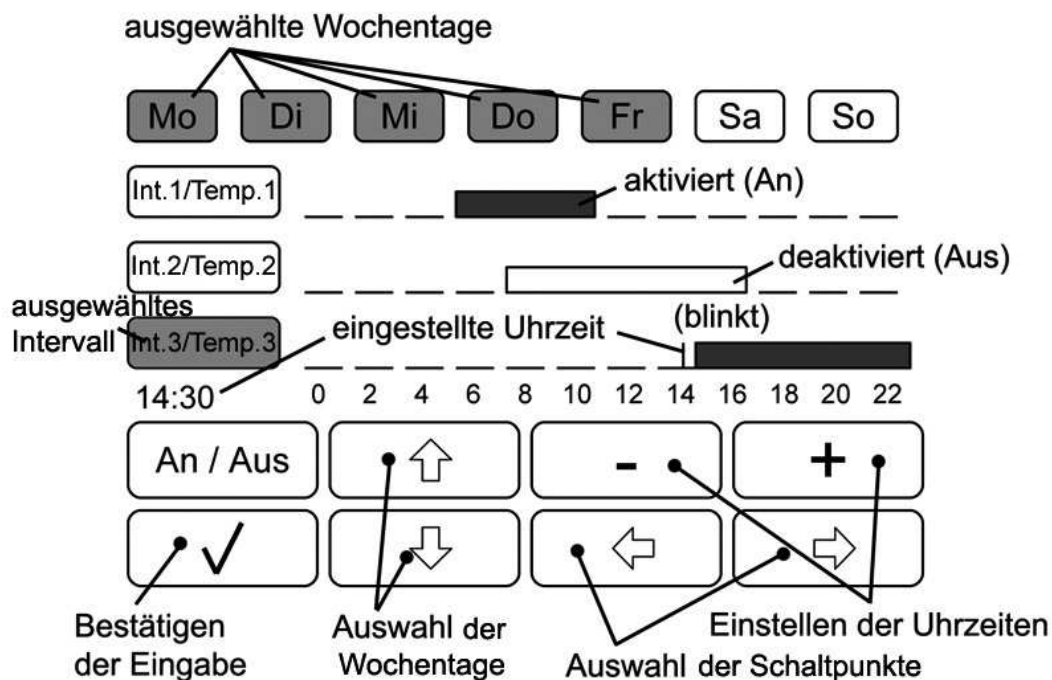 ausgewählte Wochentage
Mo Di Mi Do Fr Sa So
Int.1/Temp.1
aktiviert (An)
Int.2/Temp.2
deaktiviert (Aus)
ausgewähltes
Intervall
Int.3/Temp.3
eingestellte Uhrzeit
(blinkt)
14:30 0 2 4 6 8 10 12 14 16 18 20 22
An / Aus - +
Bestätigen
der Eingabe
Auswahl der
Wochentage
Einstellen der Uhrzeiten
Auswahl der Schaltpunkte